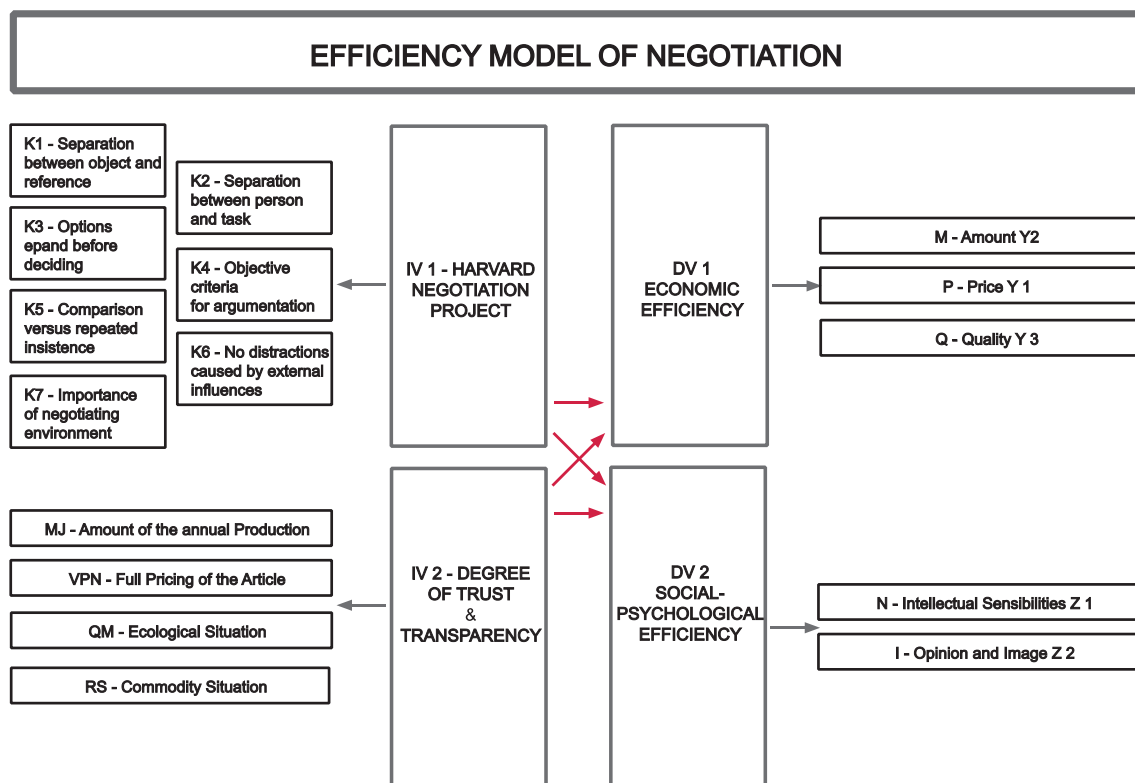 EFFICIENCY MODEL OF NEGOTIATION
K1 - Separation
between object and
reference
K2 - Separation
between person
and task
K3 - Options
epand before
deciding
K4 - Objective
criteria
for argumentation
K5 - Comparison
versus repeated
insistence
K6 - No distractions
caused by external
influences
K7 - Importance
of negotiating
environment
IV 1 - HARVARD
NEGOTIATION
PROJECT
DV 1
ECONOMIC
EFFICIENCY
M - Amount Y2
P - Price Y 1
Q - Quality Y 3
MJ - Amount of the annual Production
VPN - Full Pricing of the Article
QM - Ecological Situation
RS - Commodity Situation
IV 2 - DEGREE
OF TRUST
&
TRANSPARENCY
DV 2
SOCIAL-
PSYCHOLOGICAL
EFFICIENCY
N - Intellectual Sensibilities Z 1
I - Opinion and Image Z 2